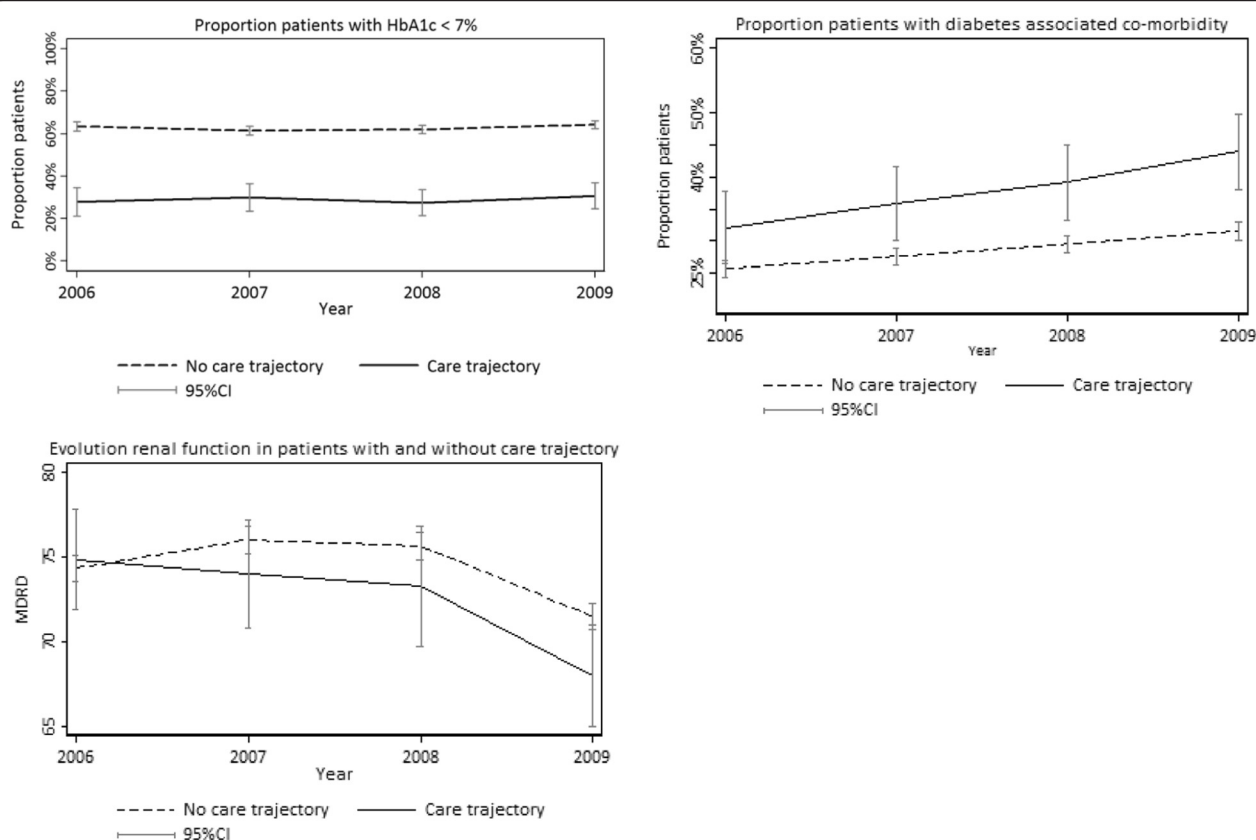 Proportion patients with HbA1c < 7%
Proportion patients
100%
80%
60%
40%
20%
0%
2006 2007 2008 2009
Year
No care trajectory Care trajectory
95%CI
Proportion patients with diabetes associated co-morbidity
Proportion patients
60%
50%
40%
25%
2006 2007 2008 2009
Year
No care trajectory Care trajectory
95%CI
Evolution renal function in patients with and without care trajectory
MDRD
80
75
70
65
2006 2007 2008 2009
Year
No care trajectory Care trajectory
95%CI